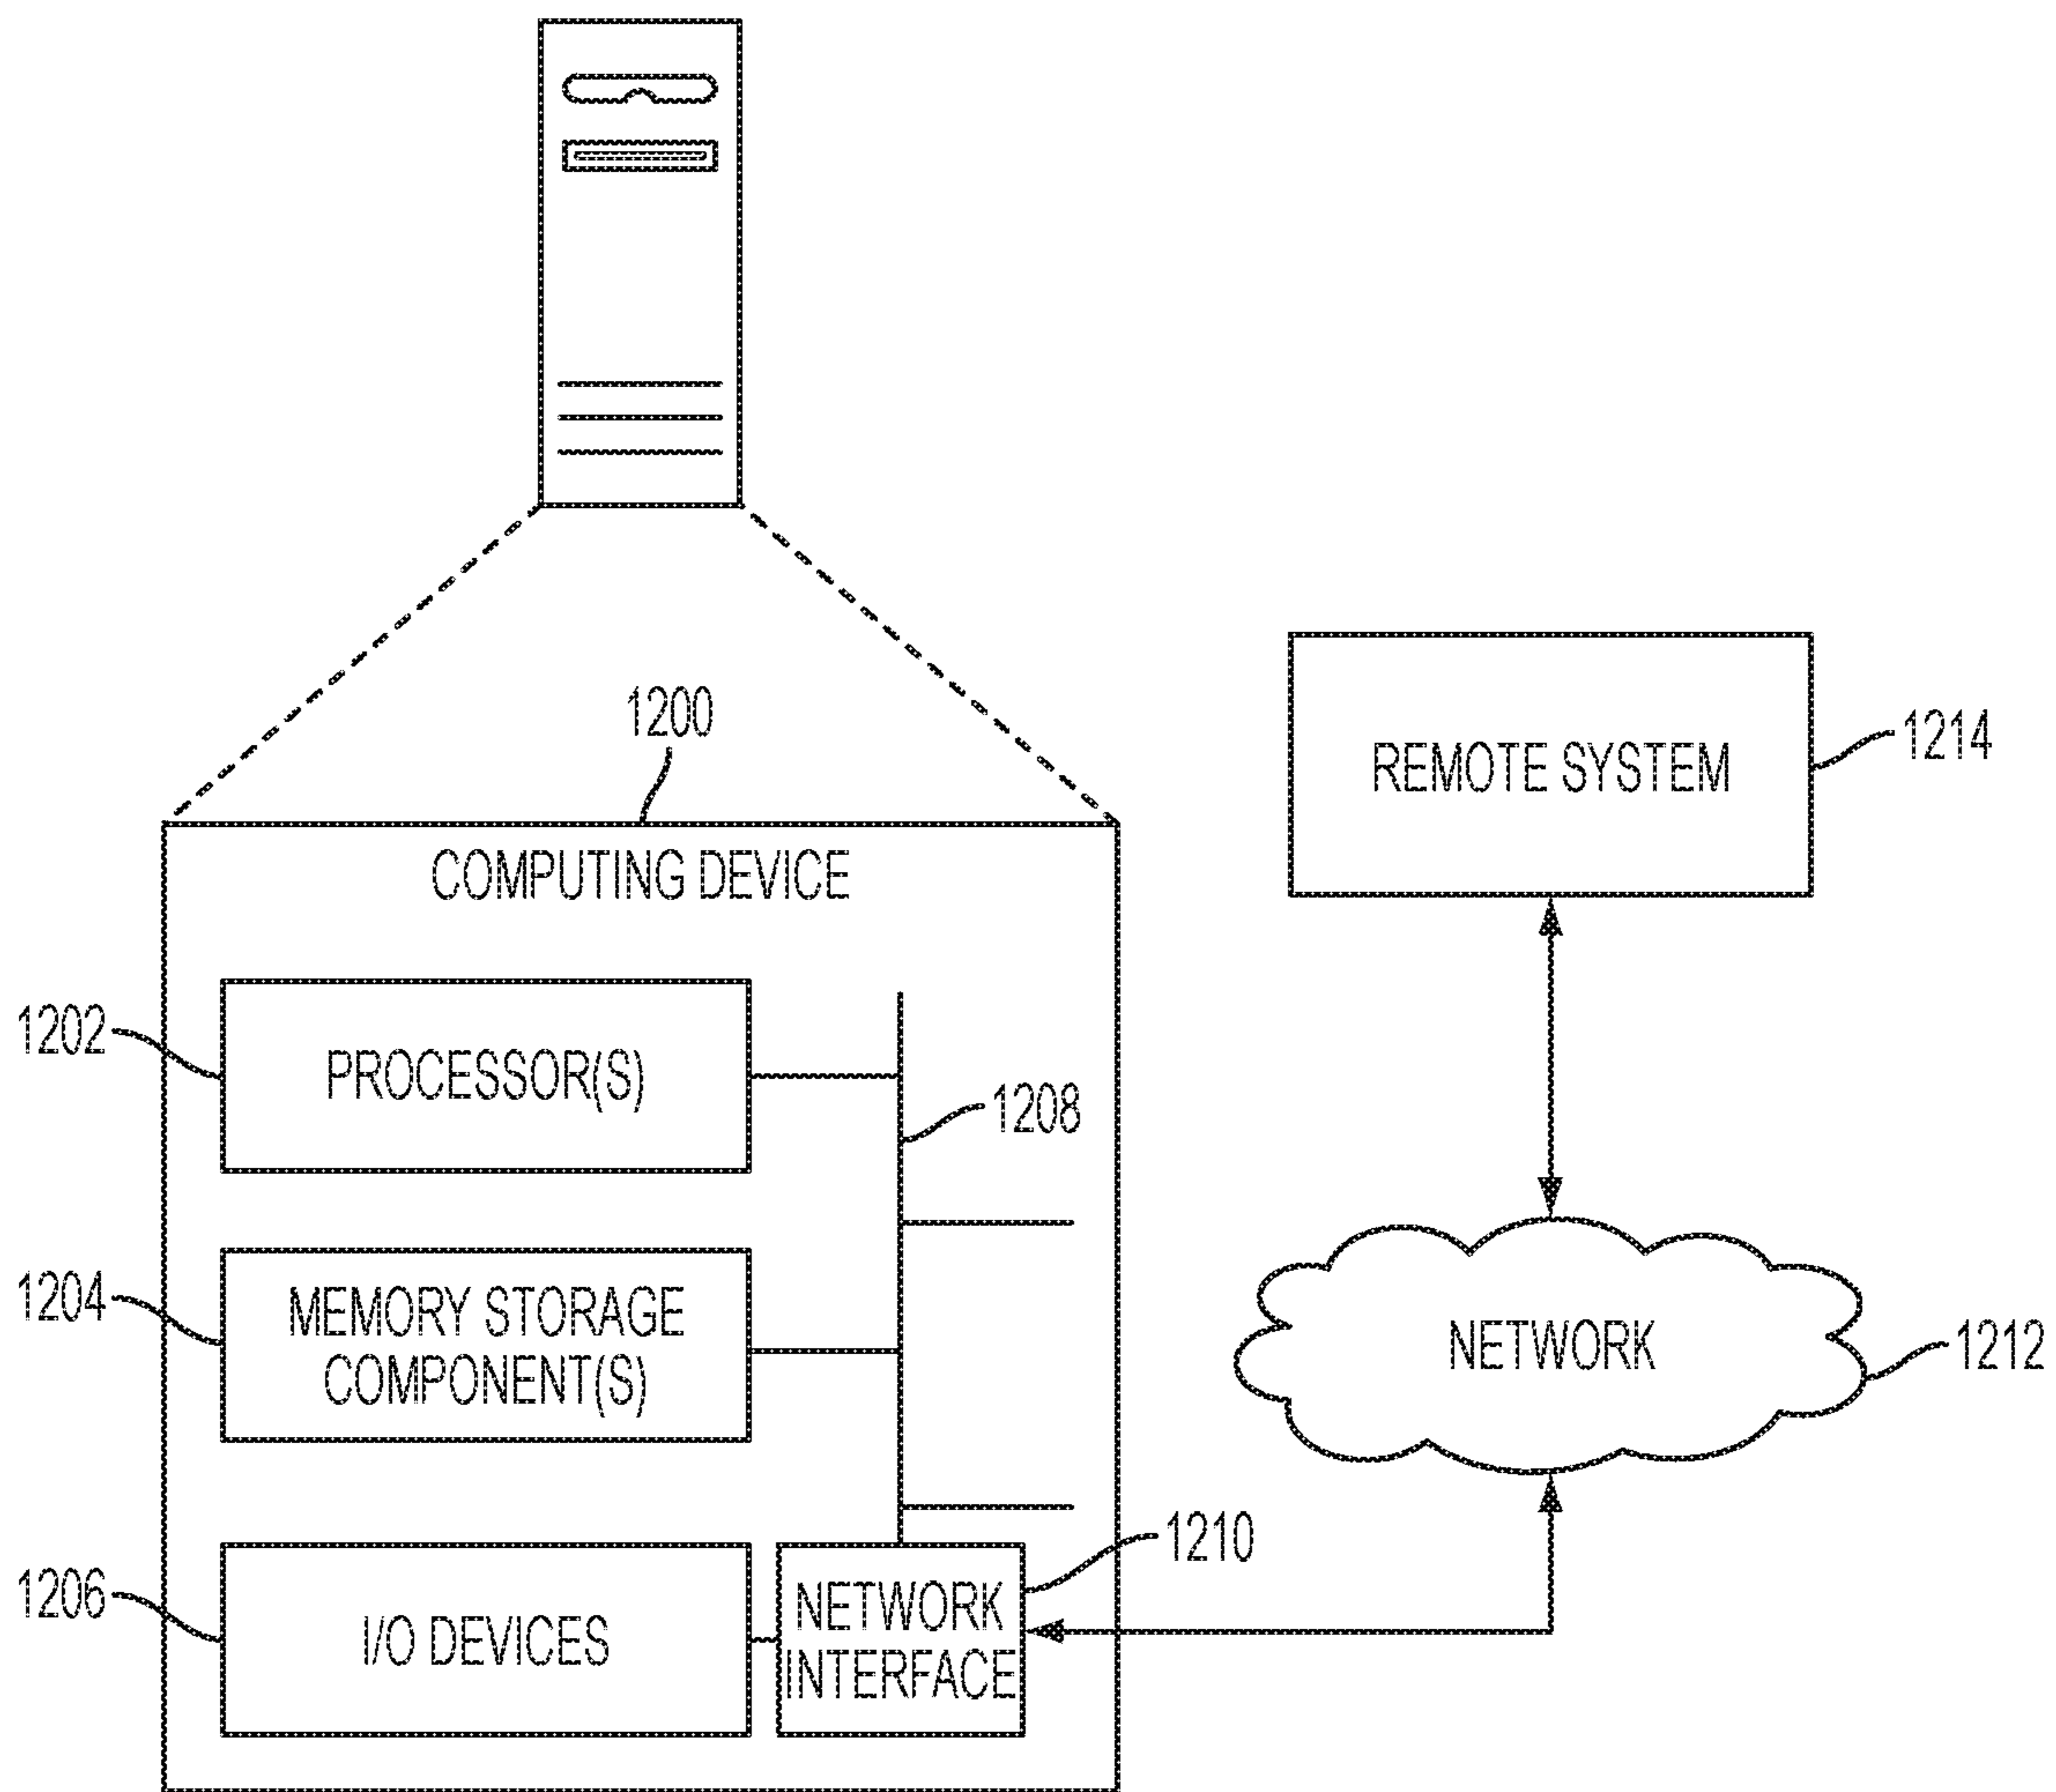 1200
COMPUTING DEVICE
1202
PROCESSOR(S)
1208
1204
MEMORY STORAGE
COMPONENT(S)
1206
I/O DEVICES
NETWORK
INTERFACE
1210
REMOTE SYSTEM
1214
NETWORK
1212